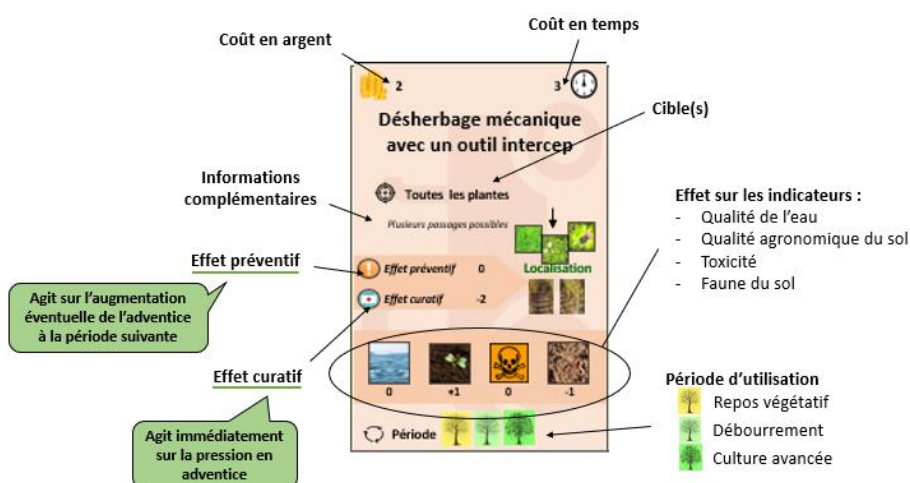 Coût en argent
Coût en temps
2
3
Désherbage mécanique
avec un outil intercep
Cible(s)
Toutes les plantes
Informations
complémentaires
Plusieurs passages possibles
Effet sur les indicateurs :
- Qualité de l'eau
- Qualité agronomique du sol
- Toxicité
- Faune du sol
Effet préventif
Effet préventif 0
Localisation
Agit sur l'augmentation
éventuelle de l'adventice
à la période suivante
Effet curatif -2
Effet curatif
0 +1 0 -1
Agit immédiatement
sur la pression en
adventice
Période
Période d'utilisation
Repos végétatif
Débourrement
Culture avancée